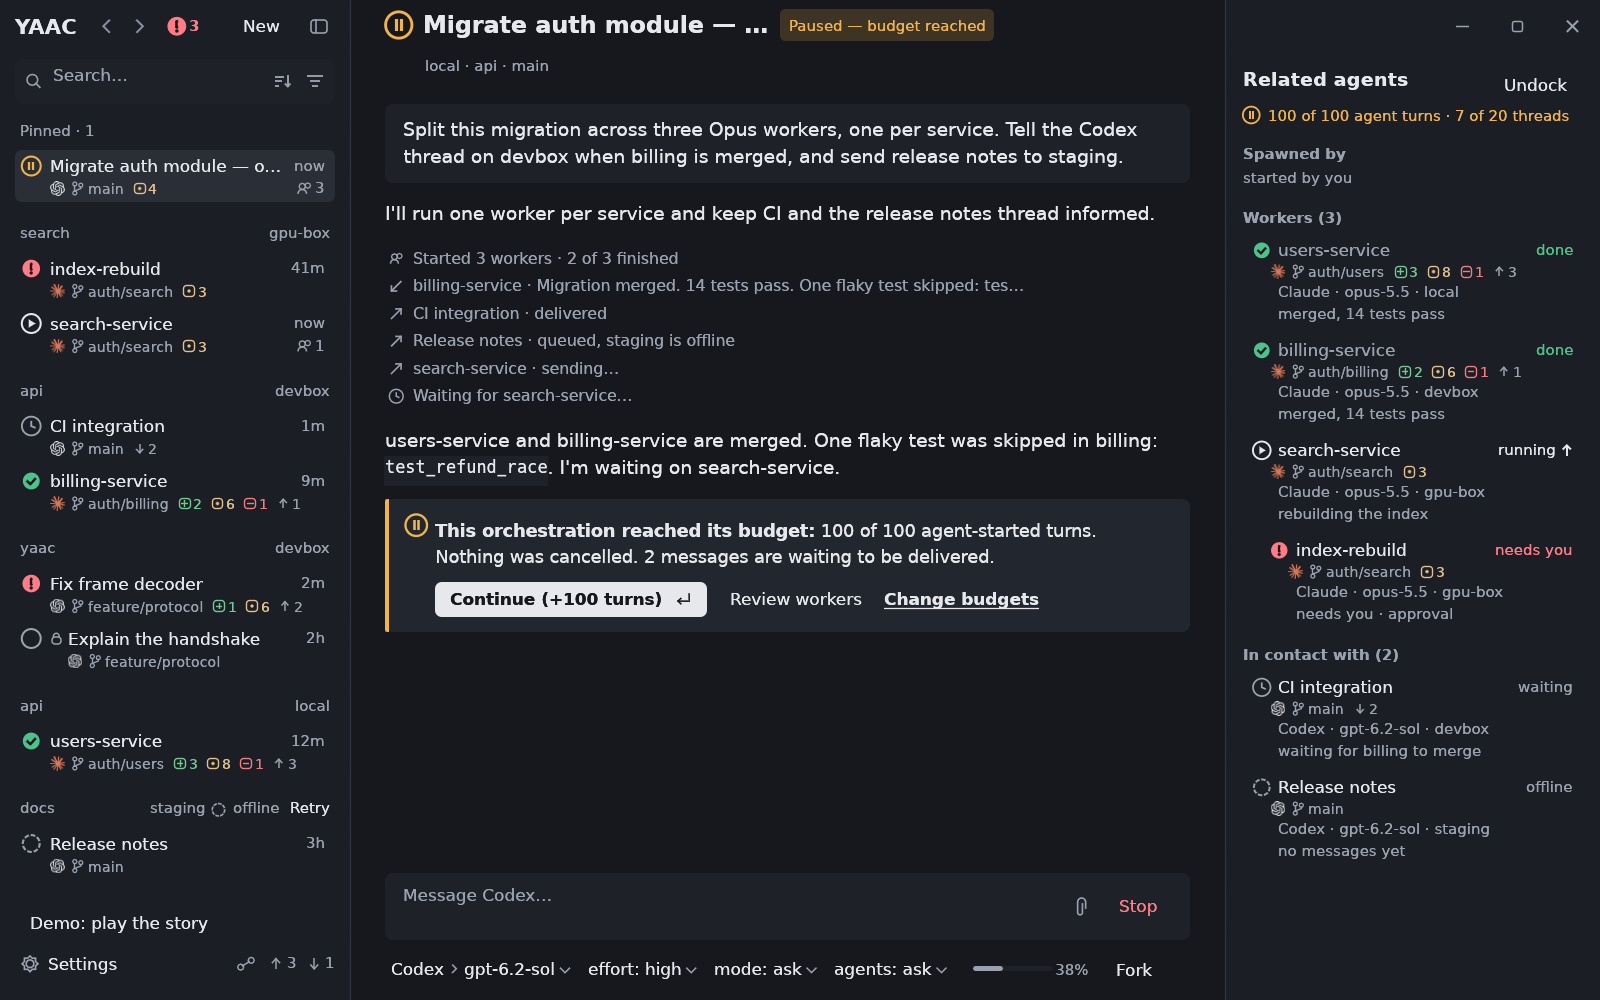 YAAC
3
New
Search…
Pinned · 1
Migrate auth module — o… now
main 4 3
search gpu-box
index-rebuild 41m
auth/search 3
search-service now
auth/search 3 1
api devbox
CI integration 1m
main 2
billing-service 9m
auth/billing 2 6 1 1
yaac devbox
Fix frame decoder 2m
feature/protocol 1 6 2
Explain the handshake 2h
feature/protocol
api local
users-service 12m
auth/users 3 8 1 3
docs staging offline Retry
Release notes 3h
main
Demo: play the story
Settings 3 1
Migrate auth module — … Paused — budget reached
local · api · main
Split this migration across three Opus workers, one per service. Tell the Codex
thread on devbox when billing is merged, and send release notes to staging.
I'll run one worker per service and keep CI and the release notes thread informed.
Started 3 workers · 2 of 3 finished
billing-service · Migration merged. 14 tests pass. One flaky test skipped: tes…
CI integration · delivered
Release notes · queued, staging is offline
search-service · sending…
Waiting for search-service…
users-service and billing-service are merged. One flaky test was skipped in billing:
test_refund_race. I'm waiting on search-service.
This orchestration reached its budget: 100 of 100 agent-started turns.
Nothing was cancelled. 2 messages are waiting to be delivered.
Continue (+100 turns) Review workers Change budgets
Message Codex…
Stop
Codex gpt-6.2-sol effort: high mode: ask agents: ask 38% Fork
Related agents Undock
100 of 100 agent turns · 7 of 20 threads
Spawned by
started by you
Workers (3)
users-service done
auth/users 3 8 1 3
Claude · opus-5.5 · local
merged, 14 tests pass
billing-service done
auth/billing 2 6 1 1
Claude · opus-5.5 · devbox
merged, 14 tests pass
search-service running
auth/search 3
Claude · opus-5.5 · gpu-box
rebuilding the index
index-rebuild needs you
auth/search 3
Claude · opus-5.5 · gpu-box
needs you · approval
In contact with (2)
CI integration waiting
main 2
Codex · gpt-6.2-sol · devbox
waiting for billing to merge
Release notes offline
main
Codex · gpt-6.2-sol · staging
no messages yet